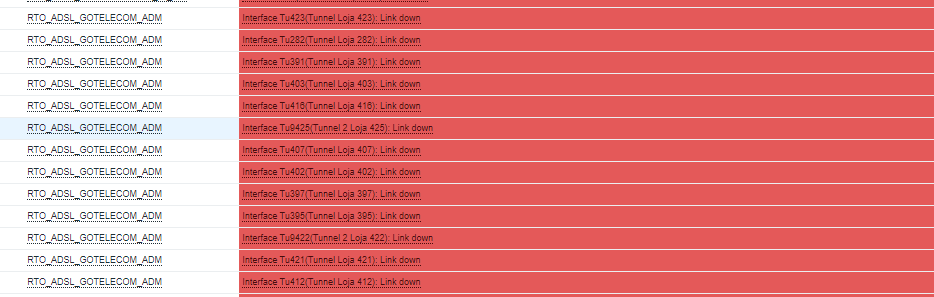 RTO_ADSL_GOTELECOM_ADM Interface Tu423(Tunnel Loja 423): Link down
RTO_ADSL_GOTELECOM_ADM Interface Tu282(Tunnel Loja 282): Link down
RTO_ADSL_GOTELECOM_ADM Interface Tu391(Tunnel Loja 391): Link down
RTO_ADSL_GOTELECOM_ADM Interface Tu403(Tunnel Loja 403): Link down
RTO_ADSL_GOTELECOM_ADM Interface Tu416(Tunnel Loja 416): Link down
RTO_ADSL_GOTELECOM_ADM Interface Tu9425(Tunnel 2 Loja 425): Link down
RTO_ADSL_GOTELECOM_ADM Interface Tu407(Tunnel Loja 407): Link down
RTO_ADSL_GOTELECOM_ADM Interface Tu402(Tunnel Loja 402): Link down
RTO_ADSL_GOTELECOM_ADM Interface Tu397(Tunnel Loja 397): Link down
RTO_ADSL_GOTELECOM_ADM Interface Tu395(Tunnel Loja 395): Link down
RTO_ADSL_GOTELECOM_ADM Interface Tu9422(Tunnel 2 Loja 422): Link down
RTO_ADSL_GOTELECOM_ADM Interface Tu421(Tunnel Loja 421): Link down
RTO_ADSL_GOTELECOM_ADM Interface Tu412(Tunnel Loja 412): Link down